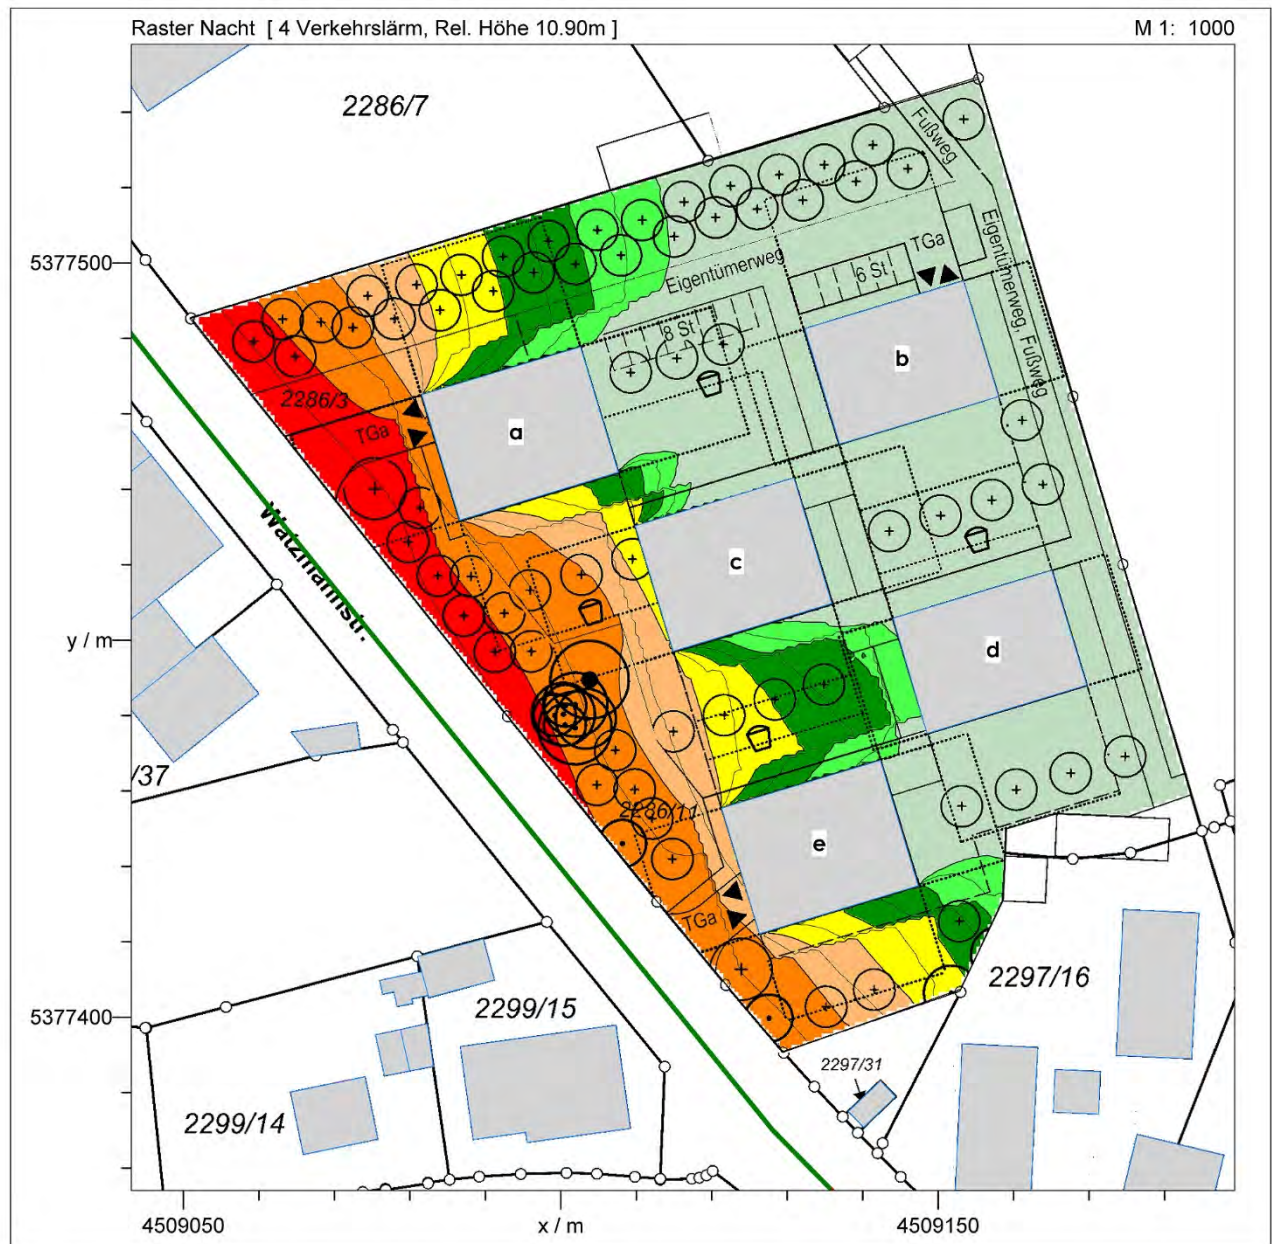 Raster Nacht [ 4 Verkehrslärm, Rel. Höhe 10.90m ]
M 1: 1000
2286/7
Fußweg
Eigentümerweg, Fußweg
TGa
Eigentümerweg
6 St
5377500
8 St
b
2286/3
TGa
a
Watzmannstr.
c
y / m
d
/37
2286/11
e
TGa
2297/16
2299/15
5377400
2297/31
2299/14
4509050
x / m
4509150